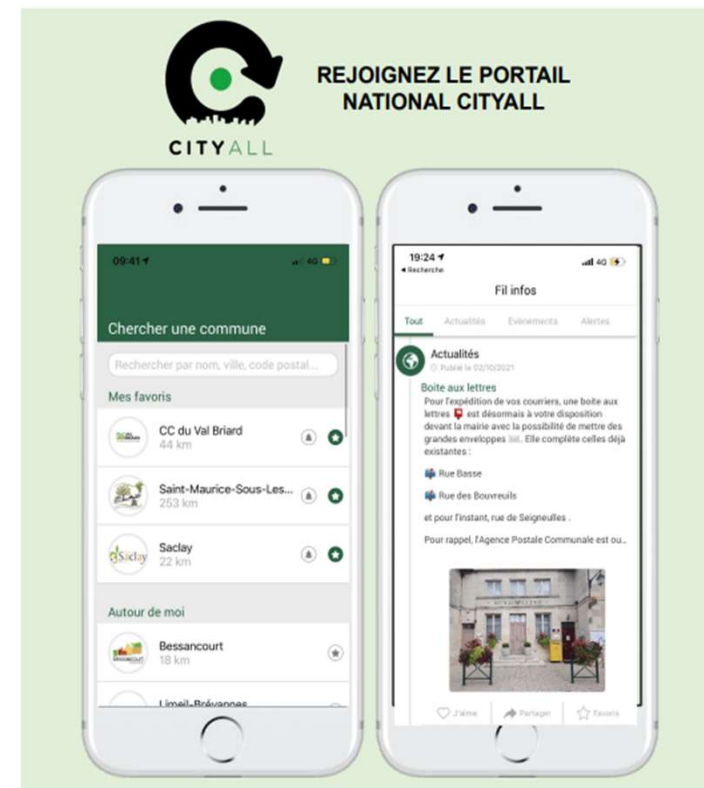 REJOIGNEZ LE PORTAIL
NATIONAL CITYALL
CITYALL
09:41
4G
Chercher une commune
Rechercher par nom, ville, code postal...
Mes favoris
CC du Val Briard
44 km
Saint-Maurice-Sous-Les...
253 km
Saclay
Saclay
22 km
Autour de moi
Bessancourt
18 km
Limeil-Brévannes
19:24
4G
Recherche
Fil infos
Tout
Actualités
Evènements
Alertes
Actualités
Publié le 02/10/2021
Boite aux lettres
Pour l'expédition de vos courriers, une boite aux
lettres 📮 est désormais à votre disposition
devant la mairie avec la possibilité de mettre des
grandes enveloppes. Elle complète celles déjà
existantes :
Rue Basse
Rue des Bouvreuils
et pour l'instant, rue de Seigneulles .
Pour rappel, l'Agence Postale Communale est ou...
J'aime
Partager
Favoris